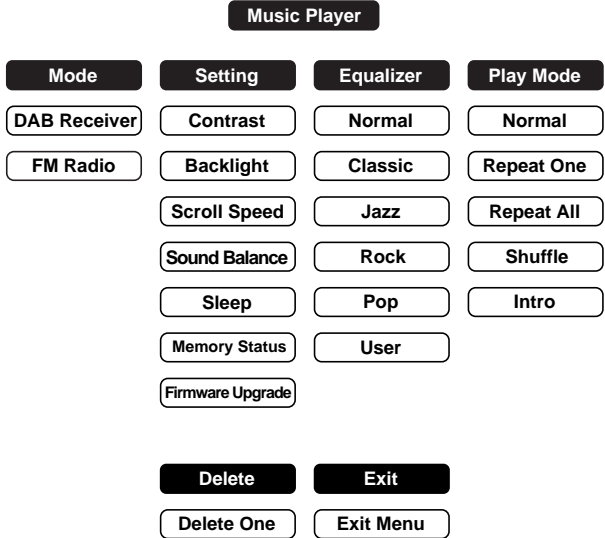 Music Player
Mode Setting Equalizer Play Mode
DAB Receiver Contrast Normal Normal
FM Radio Backlight Classic Repeat One
Scroll Speed Jazz Repeat All
Sound Balance Rock Shuffle
Sleep Pop Intro
Memory Status User
Firmware Upgrade
Delete Exit
Delete One Exit Menu